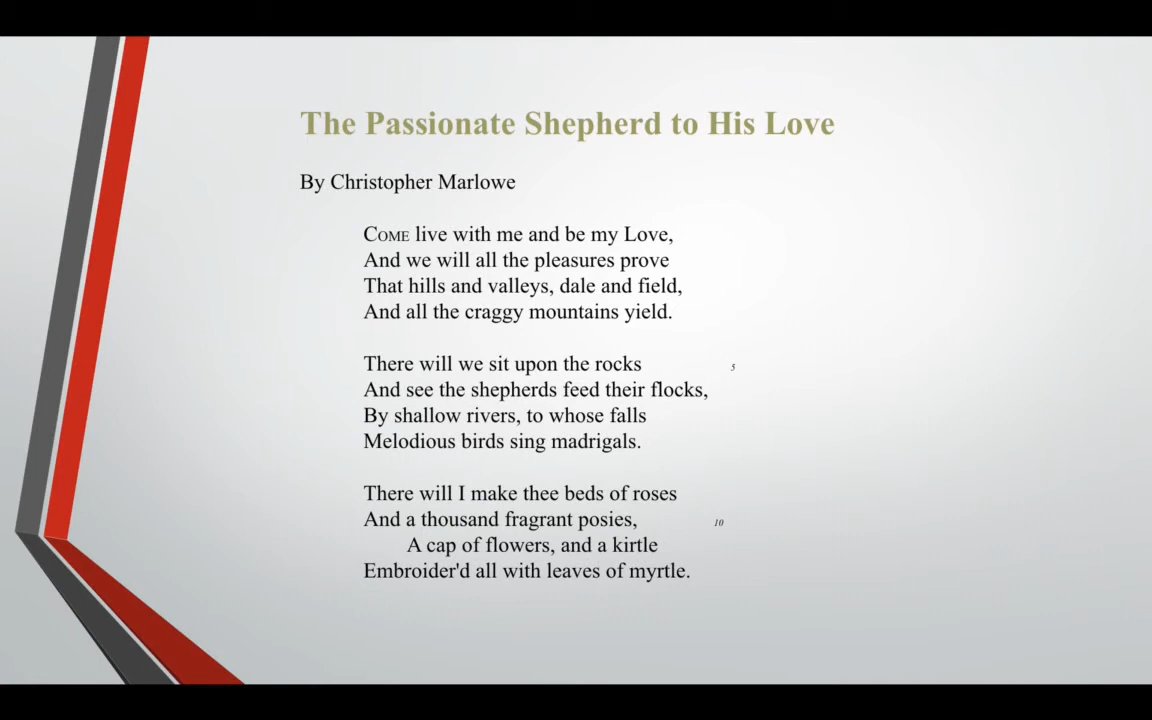 The Passionate Shepherd to His Love
By Christopher Marlowe
COME live with me and be my Love,
And we will all the pleasures prove
That hills and valleys, dale and field,
And all the craggy mountains yield.
There will we sit upon the rocks 5
And see the shepherds feed their flocks,
By shallow rivers, to whose falls
Melodious birds sing madrigals.
There will I make thee beds of roses
And a thousand fragrant posies, 10
A cap of flowers, and a kirtle
Embroider'd all with leaves of myrtle.